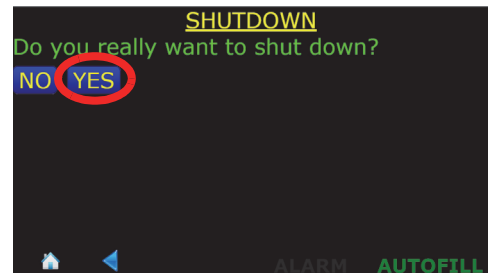 SHUTDOWN
Do you really want to shut down?
NO YES
ALARM AUTOFILL